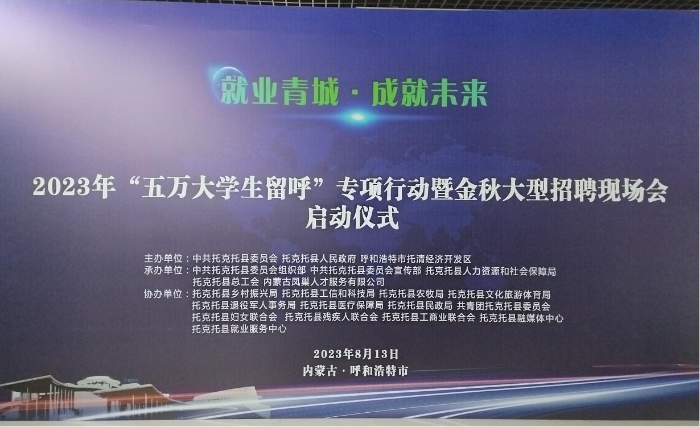 就业青城·成就未来
2023年“五万大学生留呼”专项行动暨金秋大型招聘现场会
启动仪式
主办单位：中共托克托县委员会 托克托县人民政府 呼和浩特市托清经济开发区
承办单位：中共托克托县委员会组织部 中共托克托县委员会宣传部 托克托县人力资源和社会保障局
托克托县总工会 内蒙古凤巢人才服务有限公司
协办单位：托克托县乡村振兴局 托克托县工信和科技局 托克托县农牧局 托克托县文化旅游体育局
托克托县退役军人事务局 托克托县医疗保障局 托克托县民政局 共青团托克托县委员会
托克托县妇女联合会 托克托县残疾人联合会 托克托县工商业联合会 托克托县融媒体中心
托克托县就业服务中心
2023年8月13日
内蒙古·呼和浩特市